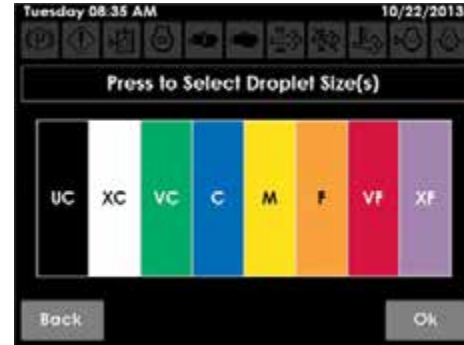 Tuesday 08:35 AM 10/22/2013
Press to Select Droplet Size(s)
UC XC VC C M F VF XF
Back Ok